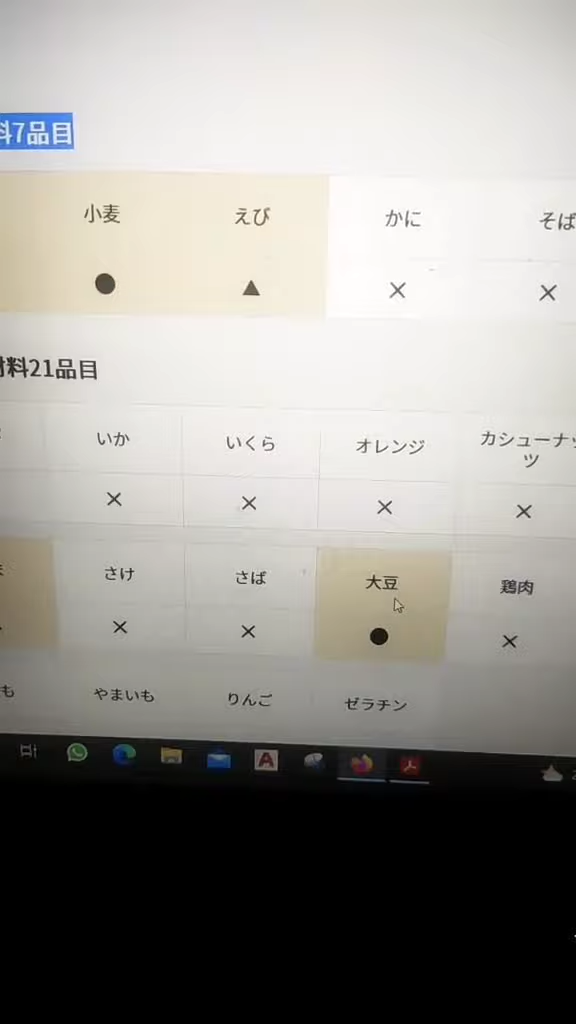 料7品目
小麦 えび かに そば
● ▲ × ×
材料21品目
いか いくら オレンジ カシューナッ
ツ
× × × ×
さけ さば 大豆 鶏肉
× × ● ×
も やまいも りんご ゼラチン